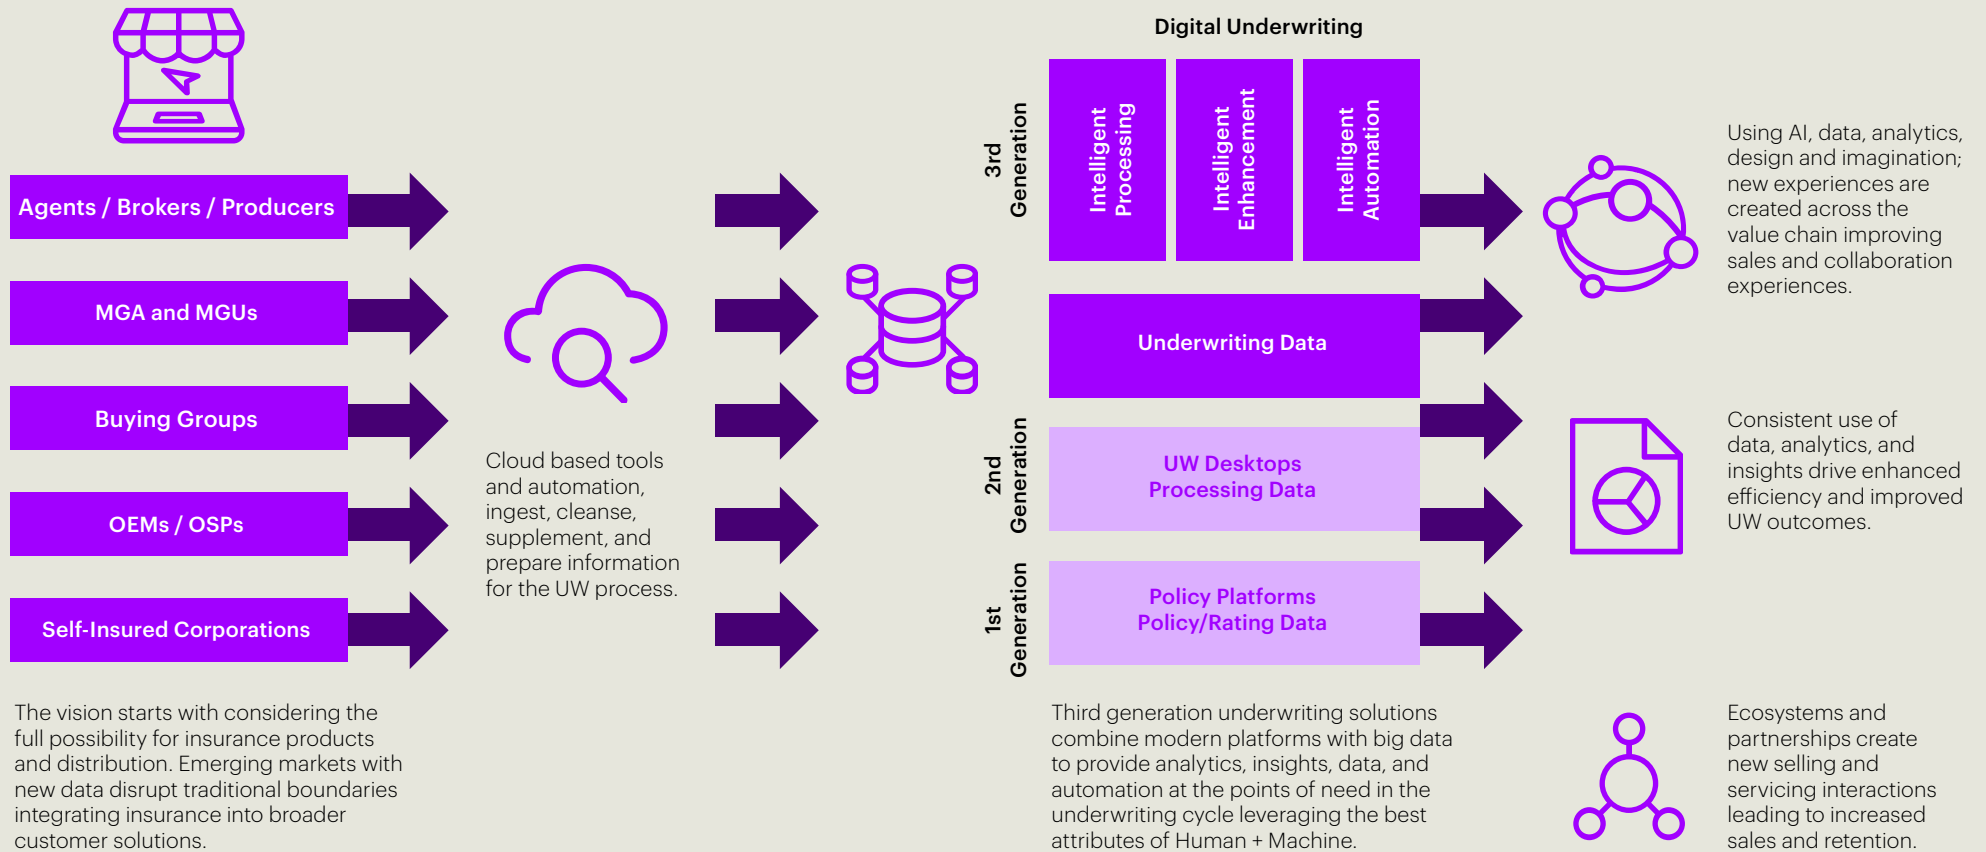 Agents / Brokers / Producers
MGA and MGUs
Buying Groups
OEMs / OSPs
Self-Insured Corporations
The vision starts with considering the
full possibility for insurance products
and distribution. Emerging markets with
new data disrupt traditional boundaries
integrating insurance into broader
customer solutions.
Cloud based tools
and automation,
ingest, cleanse,
supplement, and
prepare information
for the UW process.
Digital Underwriting
3rd
Generation
Intelligent
Processing
Intelligent
Enhancement
Intelligent
Automation
Underwriting Data
2nd
Generation
UW Desktops
Processing Data
1st
Generation
Policy Platforms
Policy/Rating Data
Third generation underwriting solutions
combine modern platforms with big data
to provide analytics, insights, data, and
automation at the points of need in the
underwriting cycle leveraging the best
attributes of Human + Machine.
Using AI, data, analytics,
design and imagination;
new experiences are
created across the
value chain improving
sales and collaboration
experiences.
Consistent use of
data, analytics, and
insights drive enhanced
efficiency and improved
UW outcomes.
Ecosystems and
partnerships create
new selling and
servicing interactions
leading to increased
sales and retention.